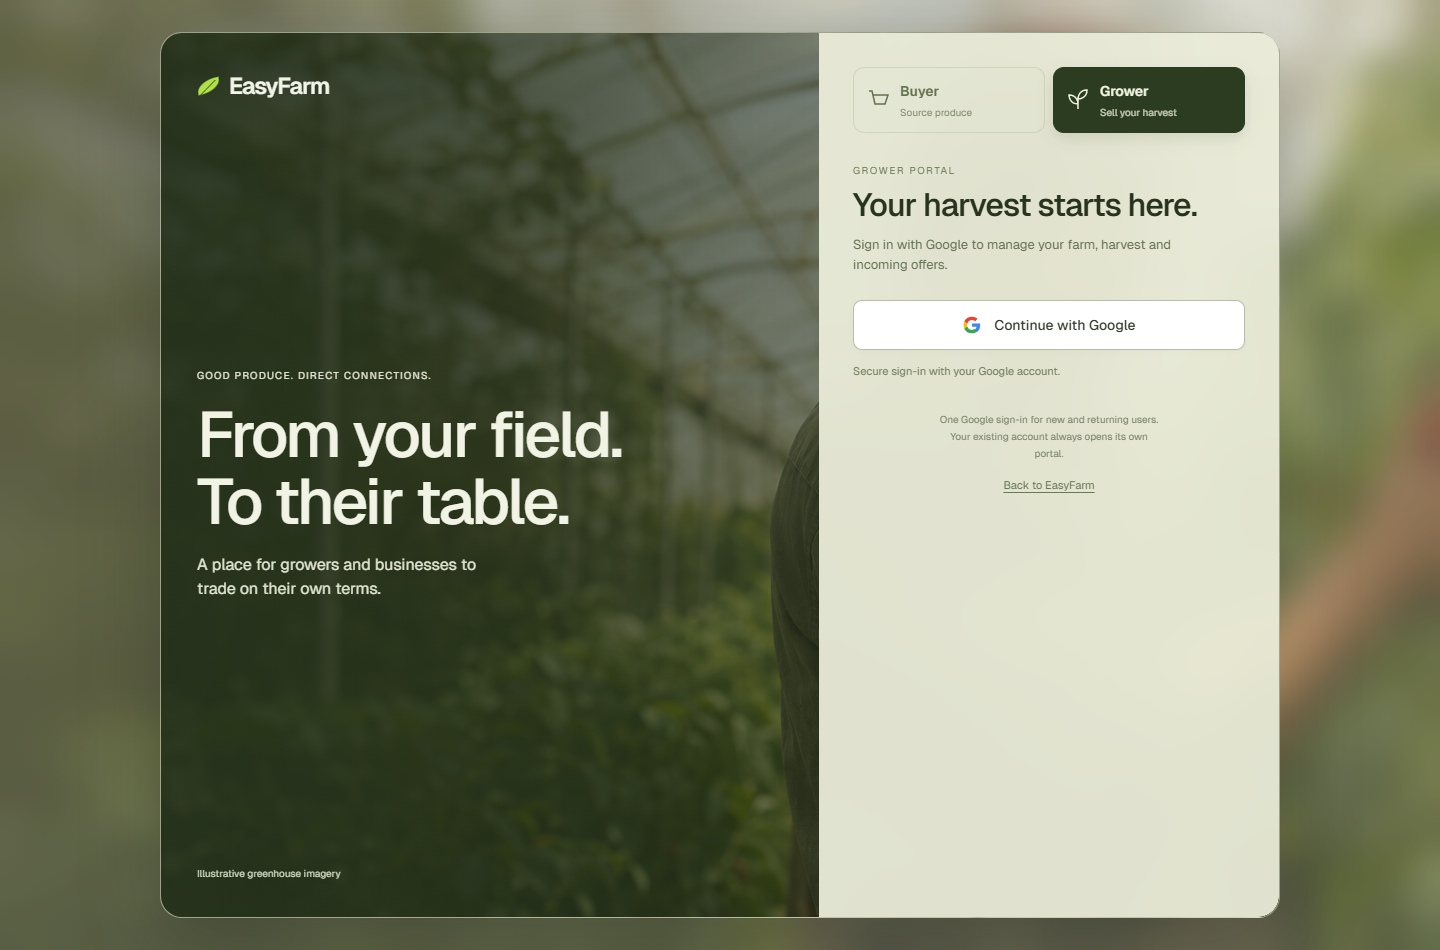 EasyFarm
GOOD PRODUCE. DIRECT CONNECTIONS.
From your field.
To their table.
A place for growers and businesses to
trade on their own terms.
Illustrative greenhouse imagery
Buyer
Source produce
Grower
Sell your harvest
GROWER PORTAL
Your harvest starts here.
Sign in with Google to manage your farm, harvest and
incoming offers.
Continue with Google
Secure sign-in with your Google account.
One Google sign-in for new and returning users.
Your existing account always opens its own
portal.
Back to EasyFarm